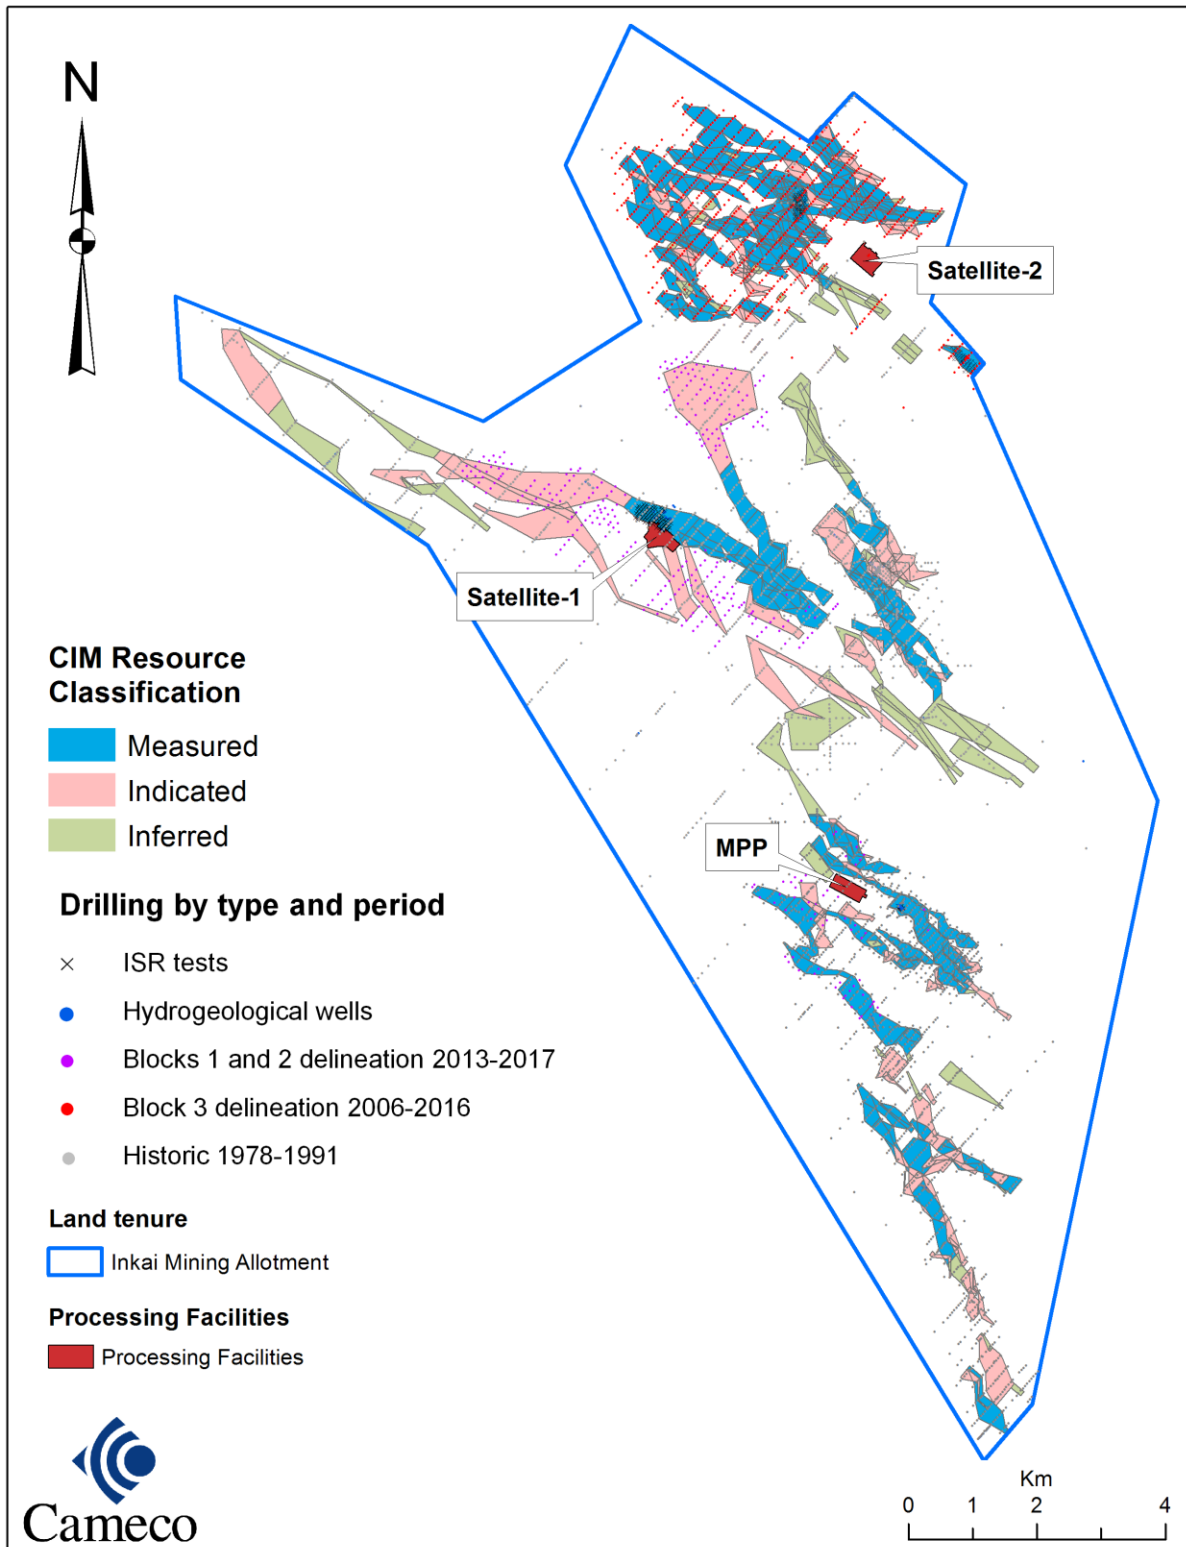 N
Satellite-2
Satellite-1
CIM Resource
Classification
Measured
Indicated
Inferred
MPP
Drilling by type and period
ISR tests
Hydrogeological wells
Blocks 1 and 2 delineation 2013-2017
Block 3 delineation 2006-2016
Historic 1978-1991
Land tenure
Inkai Mining Allotment
Processing Facilities
Processing Facilities
Cameco
Km
0 1 2 4